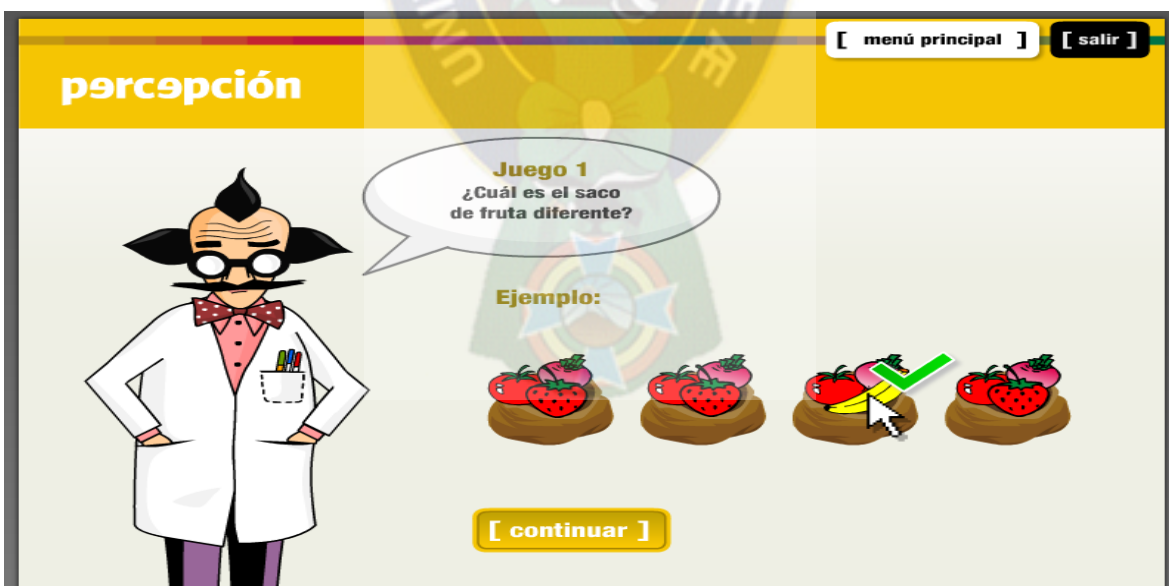 [ menú principal ]
[ salir ]
percepción
Juego 1
¿Cuál es el saco
de fruta diferente?
Ejemplo:
[ continuar ]